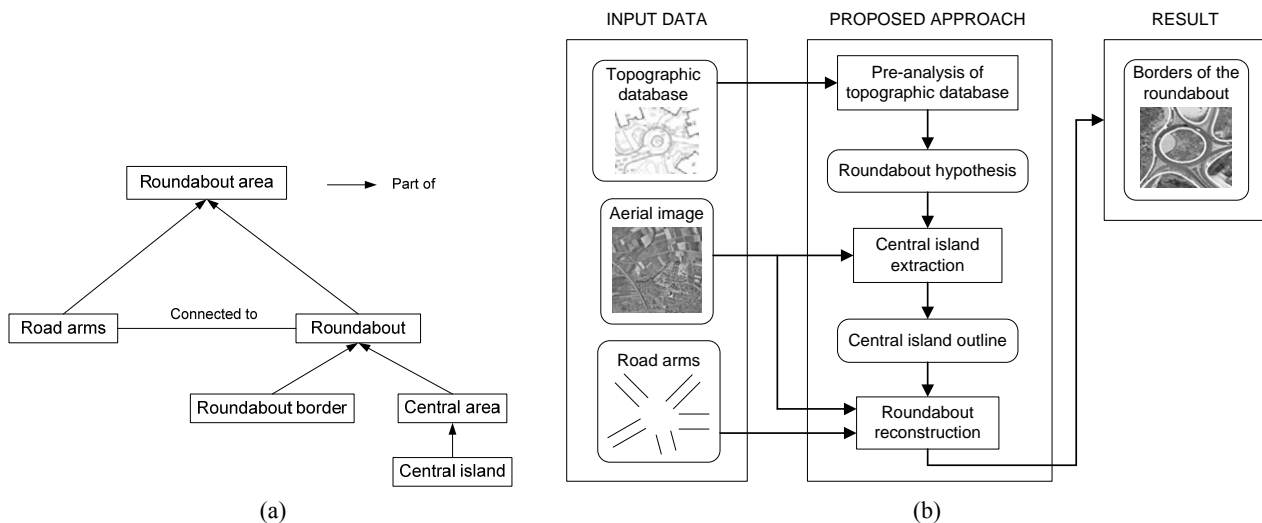 Roundabout area
Part of
Road arms
Connected to
Roundabout
Roundabout border
Central area
Central island
(a)
INPUT DATA
PROPOSED APPROACH
RESULT
Topographic
database
Pre-analysis of
topographic database
Borders of the
roundabout
Roundabout hypothesis
Aerial image
Central island
extraction
Central island outline
Road arms
Roundabout
reconstruction
(b)